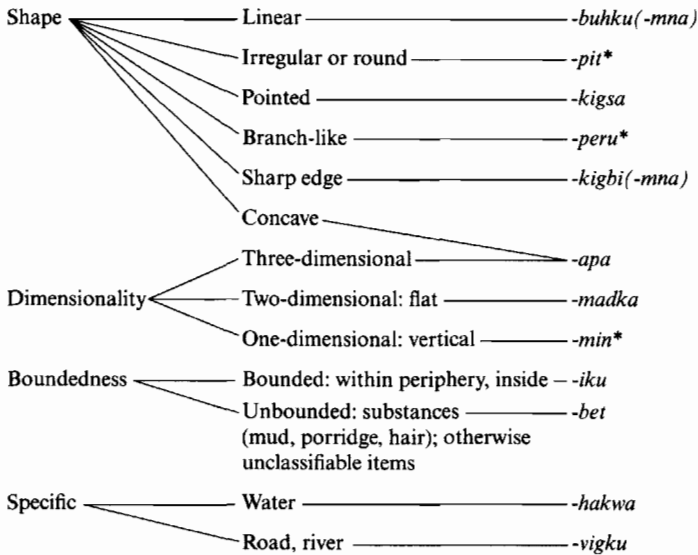 Shape Linear -buhku(-mna)
Irregular or round -pit*
Pointed -kigsa
Branch-like -peru*
Sharp edge -kigbi(-mna)
Concave
Three-dimensional -apa
Dimensionality Two-dimensional: flat -madka
One-dimensional: vertical -min*
Boundedness Bounded: within periphery, inside -iku
Unbounded: substances -bet
(mud, porridge, hair); otherwise
unclassifiable items
Specific Water -hakwa
Road, river -vigku